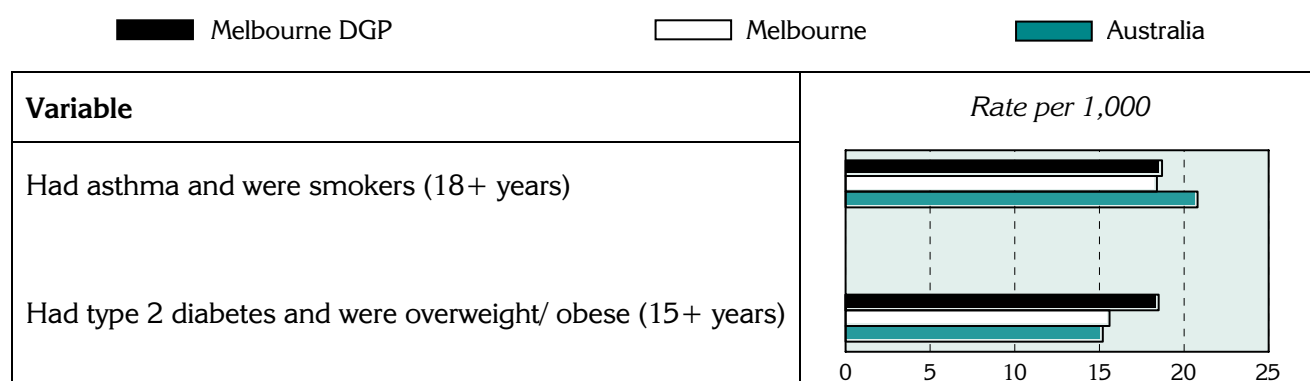 Melbourne DGP Melbourne Australia
Variable Rate per 1,000
Had asthma and were smokers (18+ years)
Had type 2 diabetes and were overweight/ obese (15+ years)
0 5 10 15 20 25